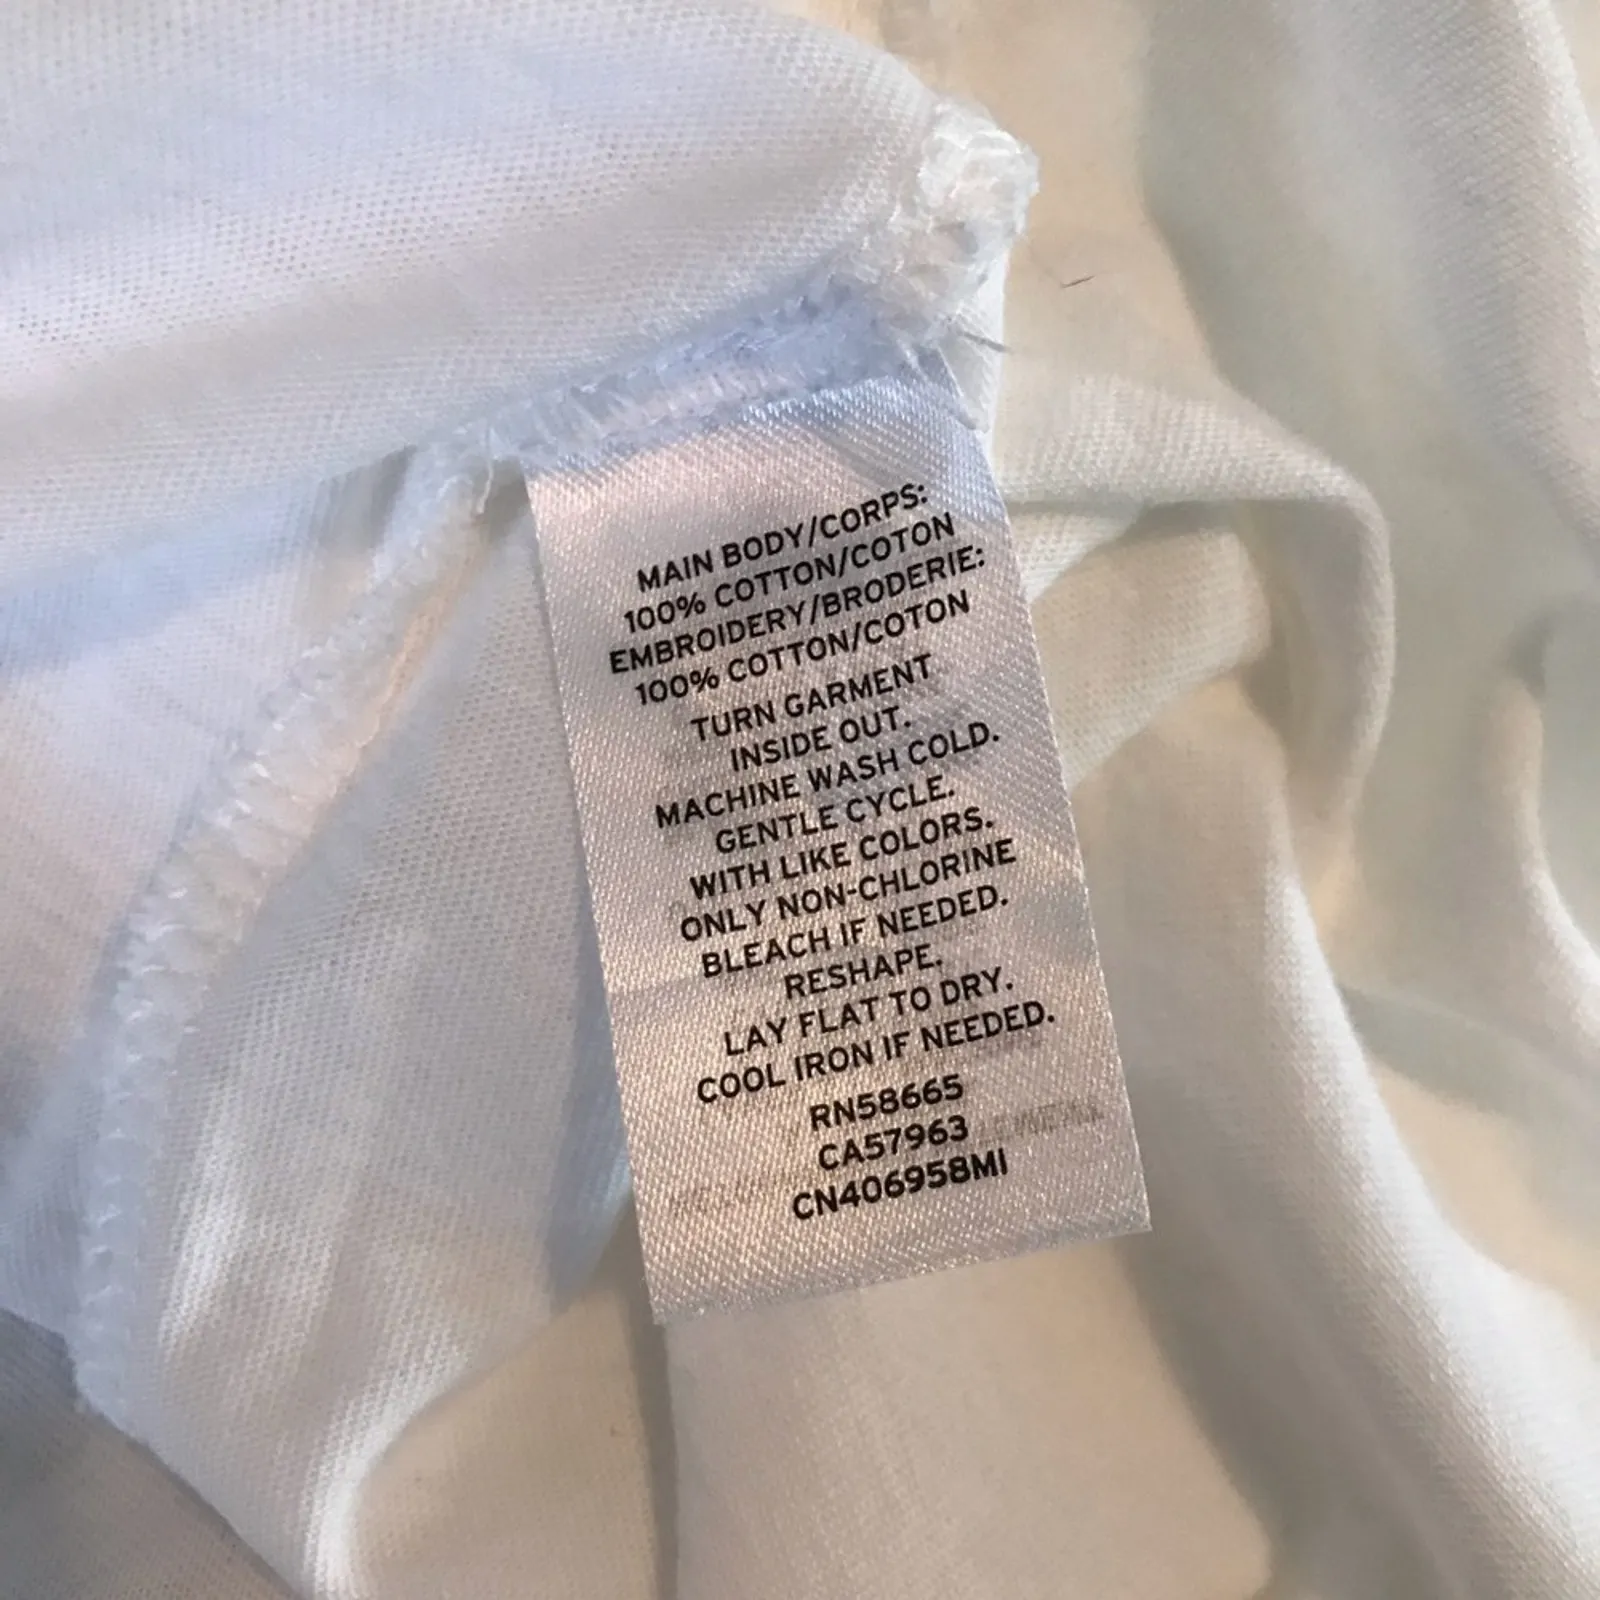 MAIN BODY/CORPS:
100% COTTON/COTON
EMBROIDERY/BRODERIE:
100% COTTON/COTON
TURN GARMENT
INSIDE OUT.
MACHINE WASH COLD.
GENTLE CYCLE.
WITH LIKE COLORS.
ONLY NON-CHLORINE
BLEACH IF NEEDED.
RESHAPE.
LAY FLAT TO DRY.
COOL IRON IF NEEDED.
RN58665
CA57963
CN406958MI